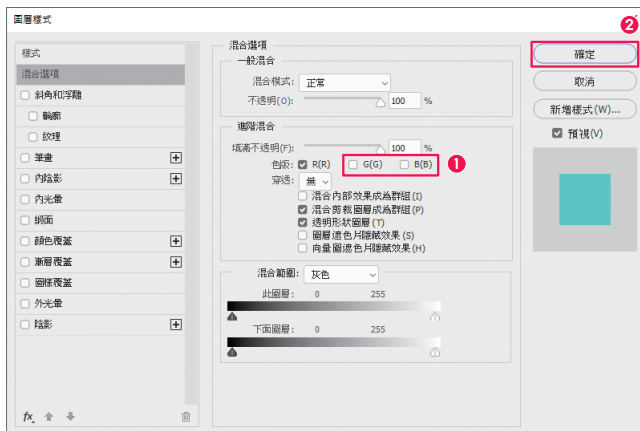 圖層樣式
樣式
混合選項
斜角和浮雕
輪廓
紋理
筆畫
內陰影
內光暈
緞面
顏色覆蓋
漸層覆蓋
圖樣覆蓋
外光暈
陰影
fx
混合選項
一般混合
混合模式: 正常
不透明(O): 100 %
進階混合
填滿不透明(F): 100 %
色版: R(R) G(G) B(B) 1
穿透: 無
混合內部效果成為群組(I)
混合剪裁圖層成為群組(P)
透明形狀圖層(T)
圖層遮色片隱藏效果(S)
向量圖遮色片隱藏效果(H)
混合範圍: 灰色
此圖層: 0 255
下面圖層: 0 255
2
確定
取消
新增樣式(W)...
預視(V)